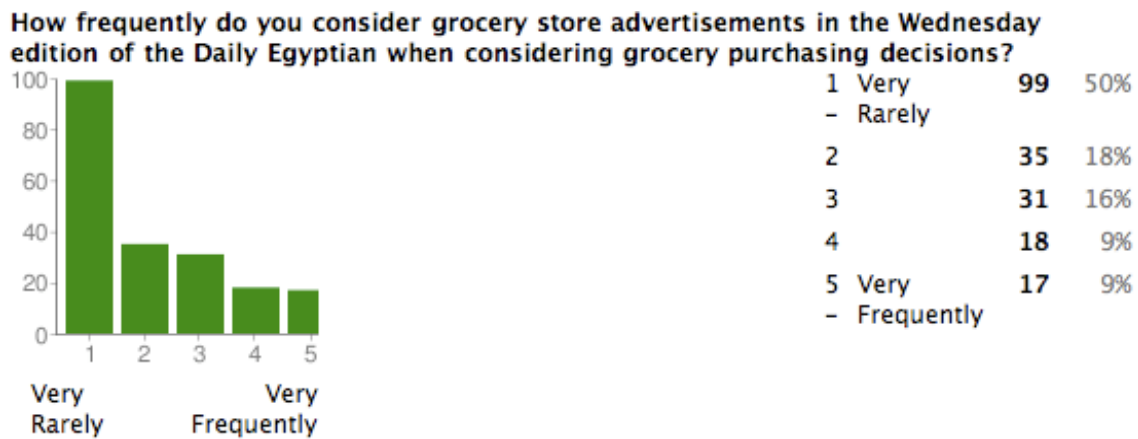 How frequently do you consider grocery store advertisements in the Wednesday
edition of the Daily Egyptian when considering grocery purchasing decisions?
100
80
60
40
20
0
1 2 3 4 5
Very Very
Rarely Frequently
1 Very 99 50%
– Rarely
2 35 18%
3 31 16%
4 18 9%
5 Very 17 9%
– Frequently